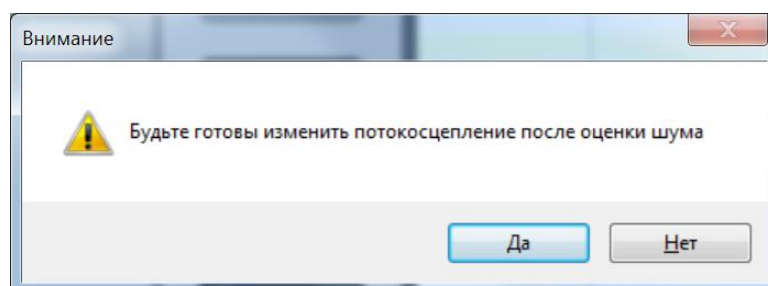 Внимание
Будьте готовы изменить потокосцепление после оценки шума
Да
Нет